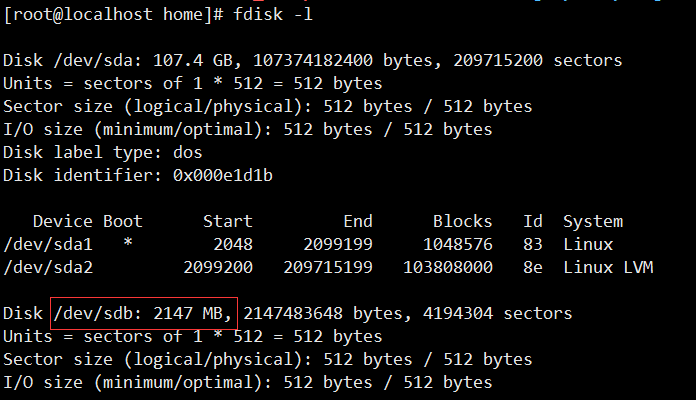 [root@localhost home]# fdisk -l
Disk /dev/sda: 107.4 GB, 107374182400 bytes, 209715200 sectors
Units = sectors of 1 * 512 = 512 bytes
Sector size (logical/physical): 512 bytes / 512 bytes
I/O size (minimum/optimal): 512 bytes / 512 bytes
Disk label type: dos
Disk identifier: 0x000e1d1b
Device Boot Start End Blocks Id System
/dev/sda1 * 2048 2099199 1048576 83 Linux
/dev/sda2 2099200 209715199 103808000 8e Linux LVM
Disk /dev/sdb: 2147 MB, 2147483648 bytes, 4194304 sectors
Units = sectors of 1 * 512 = 512 bytes
Sector size (logical/physical): 512 bytes / 512 bytes
I/O size (minimum/optimal): 512 bytes / 512 bytes